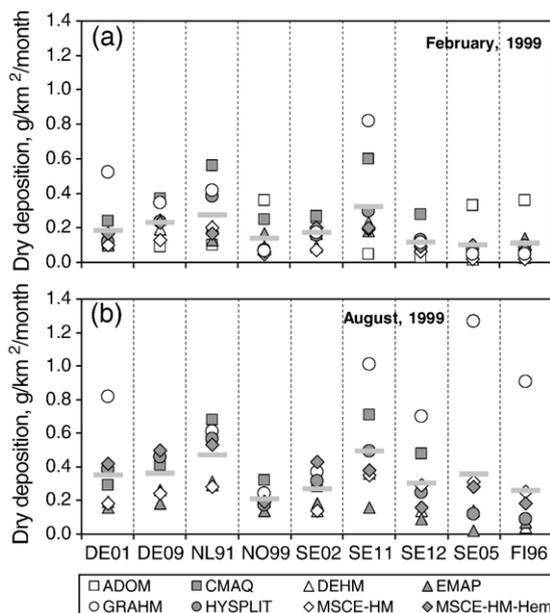 (a)
February, 1999
Dry deposition, g/km²/month
1.4
1.2
1.0
0.8
0.6
0.4
0.2
0.0
(b)
August, 1999
Dry deposition, g/km²/month
1.4
1.2
1.0
0.8
0.6
0.4
0.2
0.0
DE01 DE09 NL91 NO99 SE02 SE11 SE12 SE05 FI96
ADOM CMAQ DEHM EMAP
GRAHM HYSPLIT MSCE-HM MSCE-HM-Hem